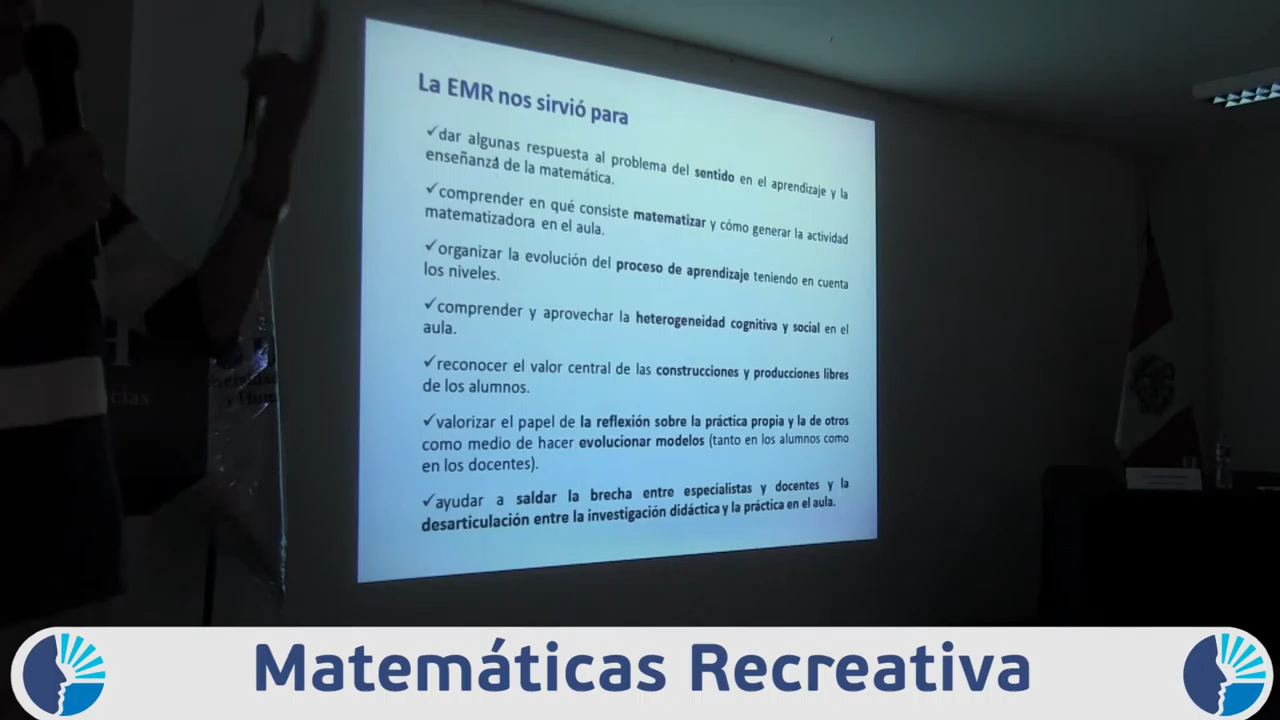 La EMR nos sirvió para
✓dar algunas respuesta al problema del sentido en el aprendizaje y la
enseñanza de la matemática.
✓comprender en qué consiste matematizar y cómo generar la actividad
matematizadora en el aula.
✓organizar la evolución del proceso de aprendizaje teniendo en cuenta
los niveles.
✓comprender y aprovechar la heterogeneidad cognitiva y social en el
aula.
✓reconocer el valor central de las construcciones y producciones libres
de los alumnos.
✓valorizar el papel de la reflexión sobre la práctica propia y la de otros
como medio de hacer evolucionar modelos (tanto en los alumnos como
en los docentes).
✓ayudar a saldar la brecha entre especialistas y docentes y la
desarticulación entre la investigación didáctica y la práctica en el aula.
Matemáticas Recreativa